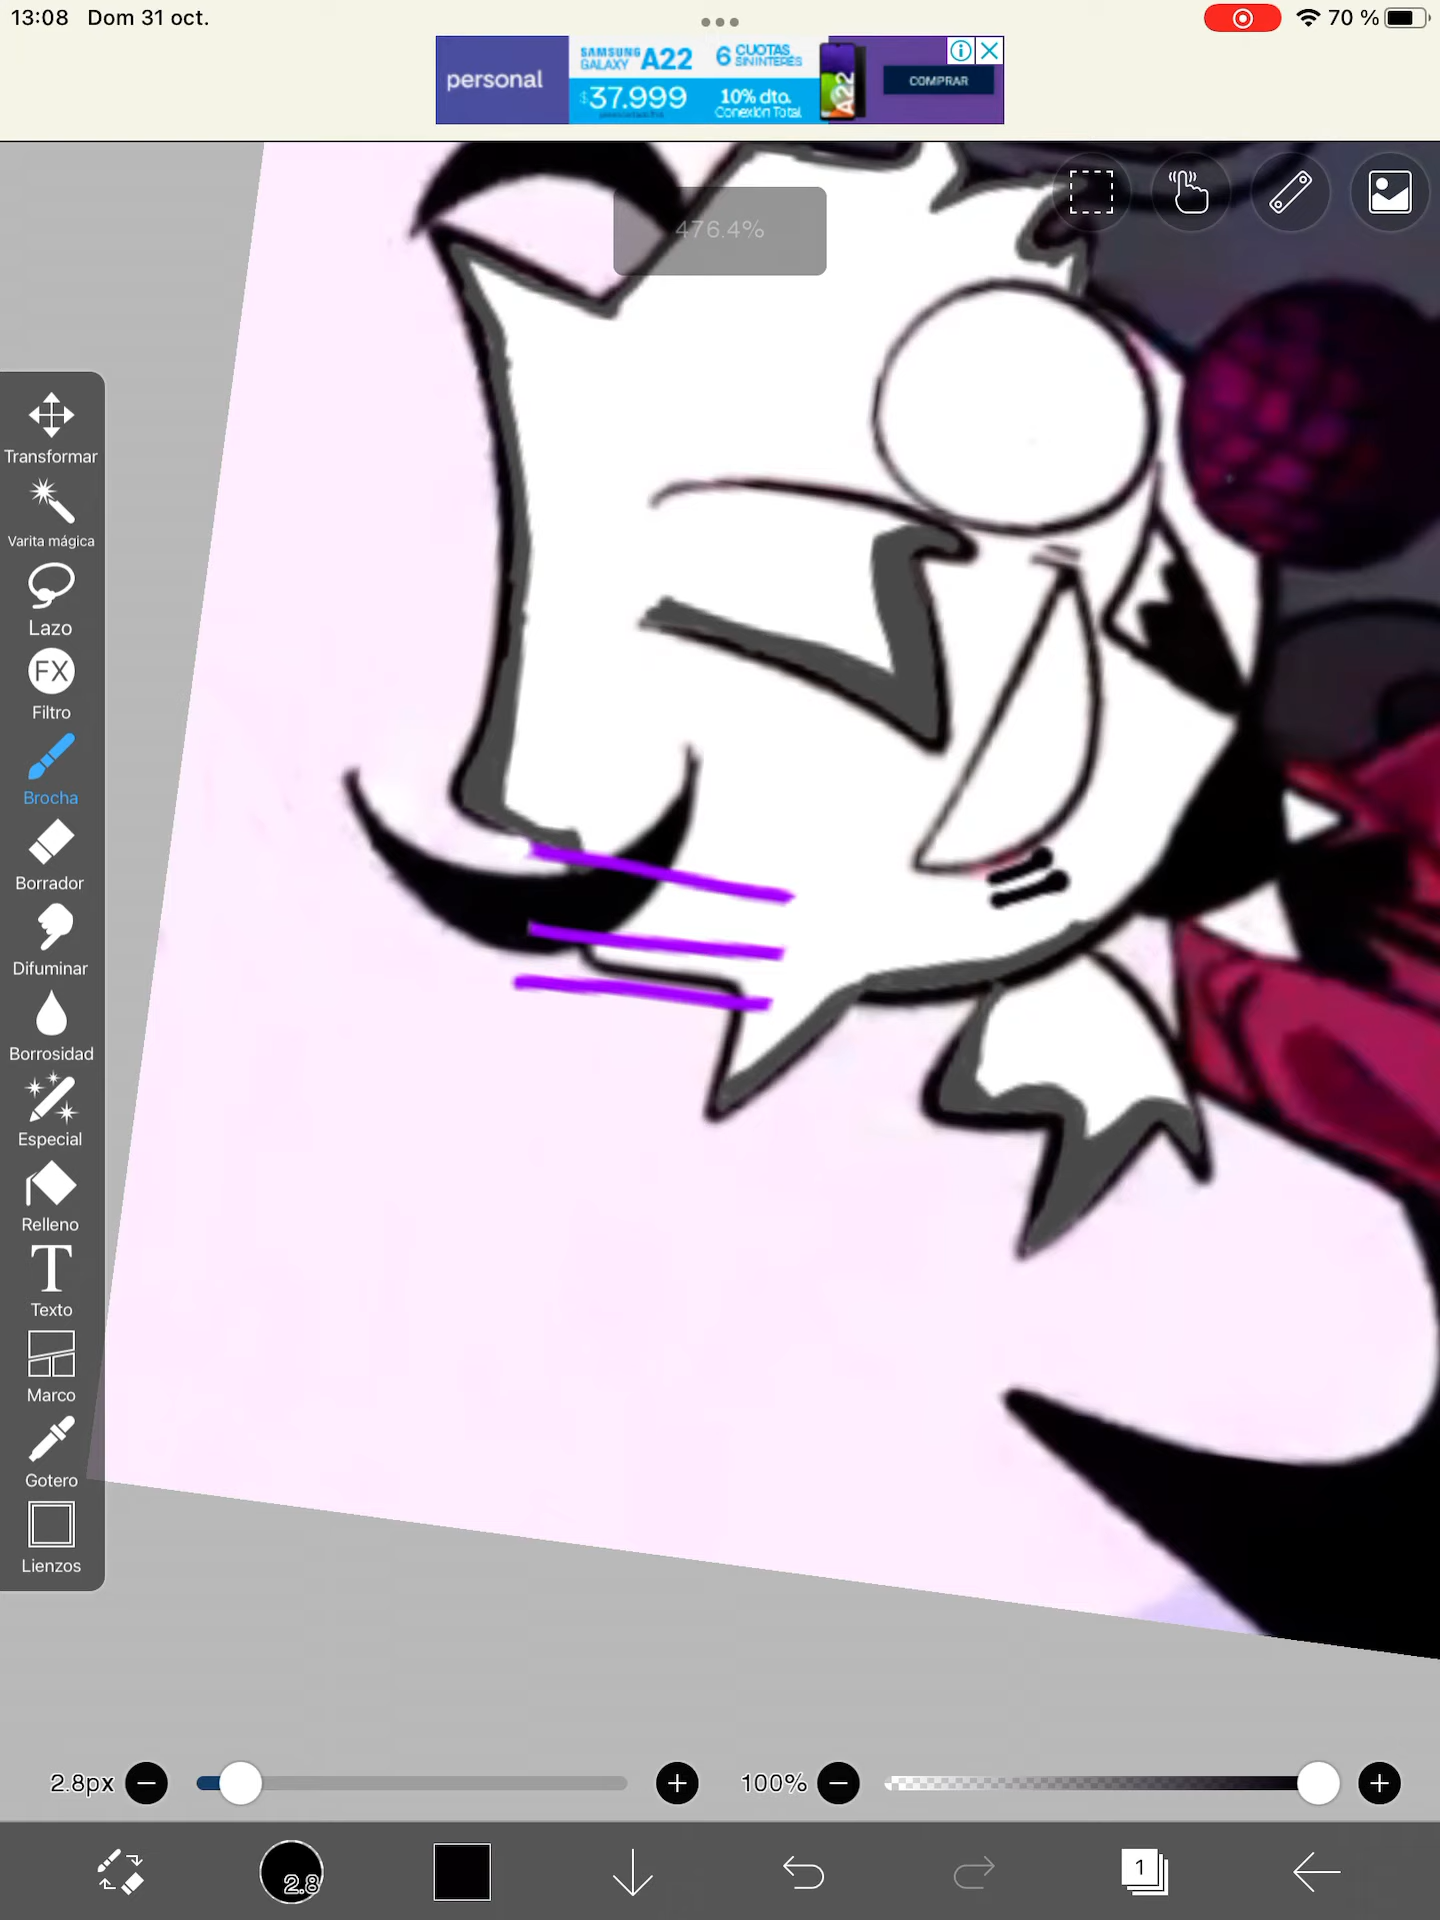 13:08 Dom 31 oct.
70 %
personal
SAMSUNG GALAXY A22
$37.999
6 CUOTAS SIN INTERÉS
10% dto.
Conexión Total
A22
COMPRAR
476.4%
Transformar
Varita mágica
Lazo
FX
Filtro
Brocha
Borrador
Difuminar
Borrosidad
Especial
Relleno
T
Texto
Marco
Gotero
Lienzos
2.8px
100%
2.8
1